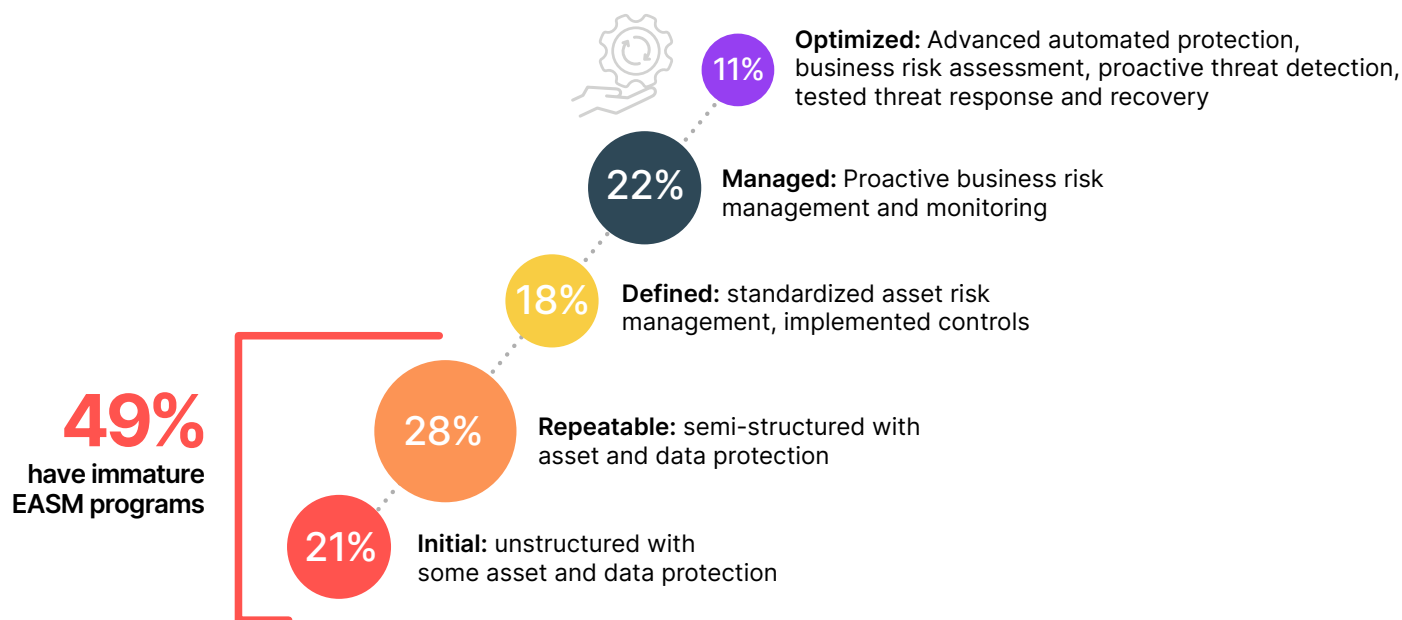 11%
Optimized: Advanced automated protection,
business risk assessment, proactive threat detection,
tested threat response and recovery
22%
Managed: Proactive business risk
management and monitoring
18%
Defined: standardized asset risk
management, implemented controls
49%
have immature
EASM programs
28%
Repeatable: semi-structured with
asset and data protection
21%
Initial: unstructured with
some asset and data protection